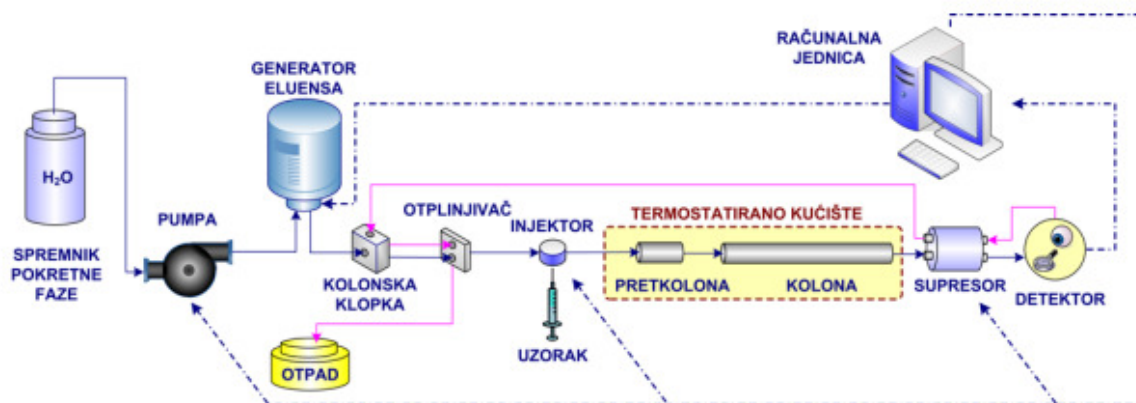 RAČUNALNA
JEDNICA
GENERATOR
ELUENSA
H₂O
SPREMNIK
POKRETNE
FAZE
PUMPA
KOLONSKA
KLOPKA
OTPLINJIVAČ
OTPAD
INJEKTOR
UZORAK
TERMOSTATIRANO KUĆIŠTE
PRETKOLONA
KOLONA
SUPRESOR
DETEKTOR